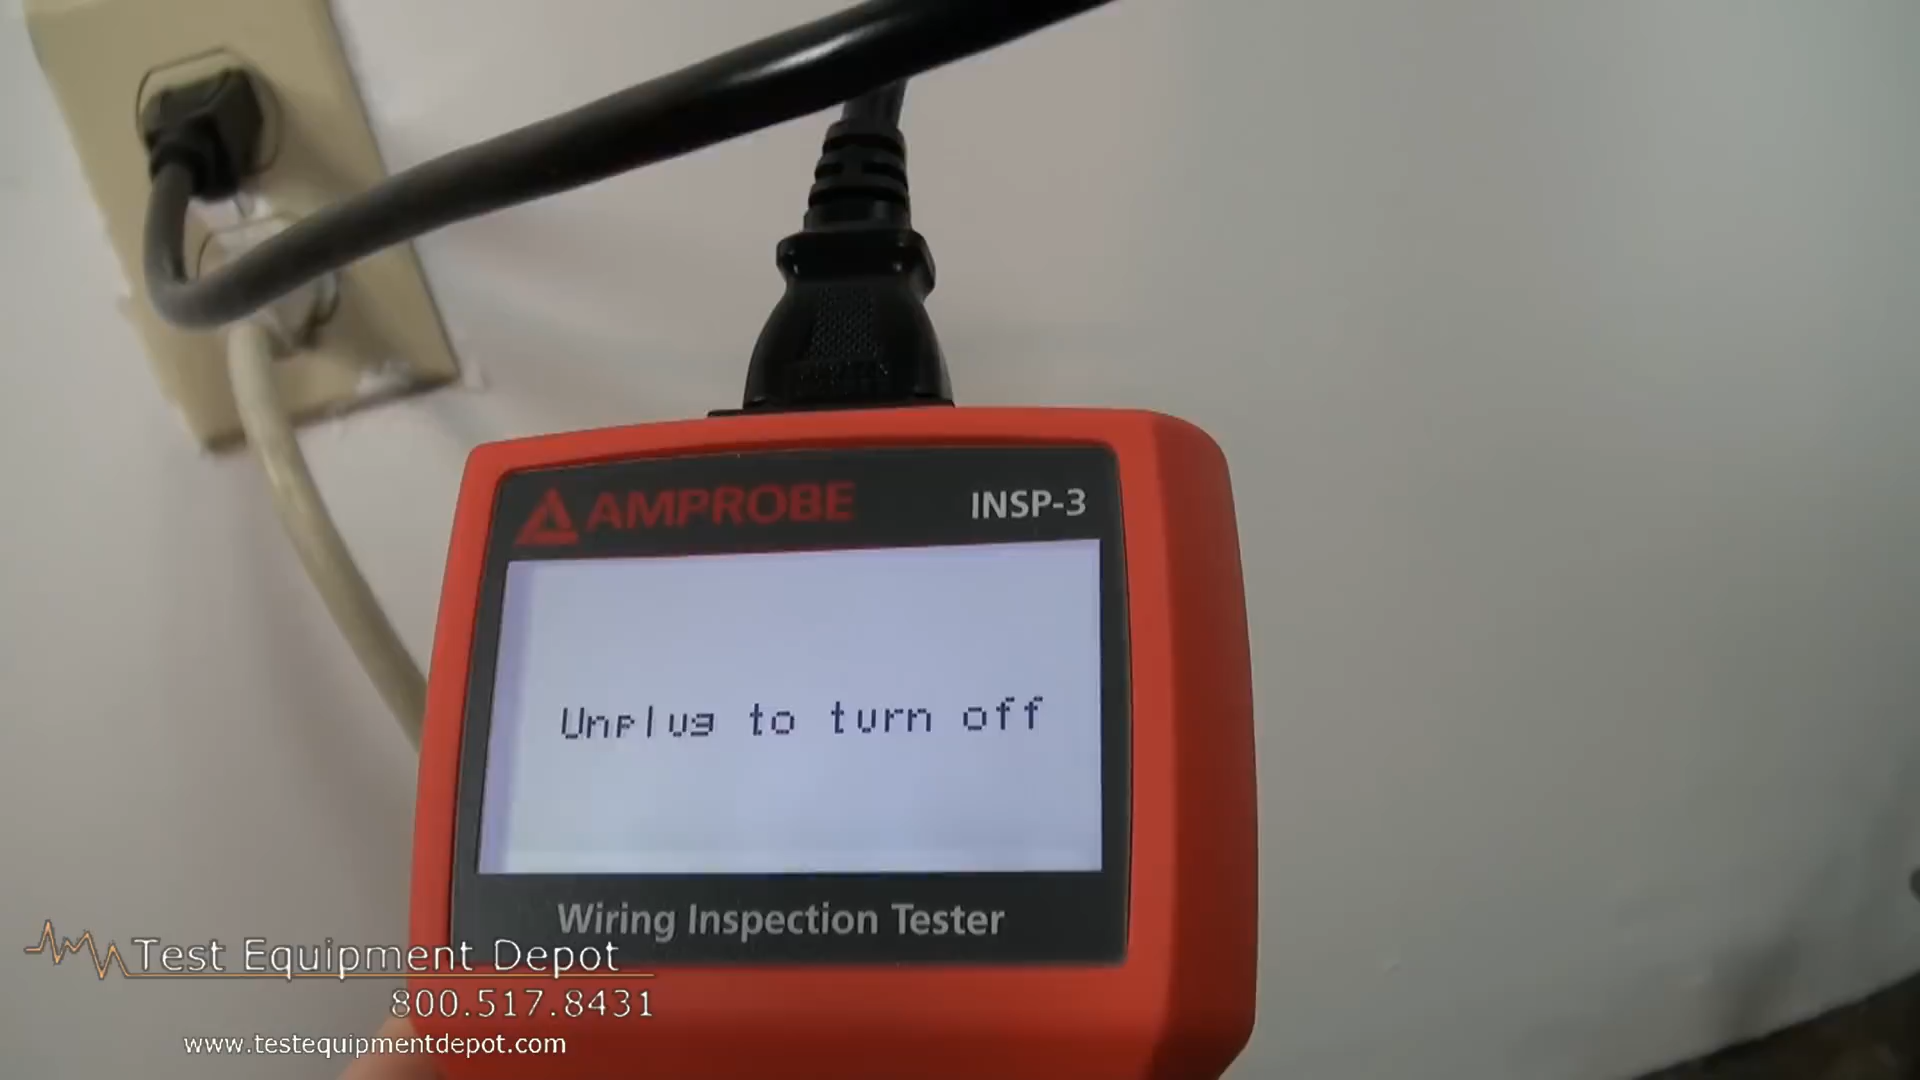 AMPROBE INSP-3
Unplug to turn off
Wiring Inspection Tester
Test Equipment Depot
800.517.8431
www.testequipmentdepot.com